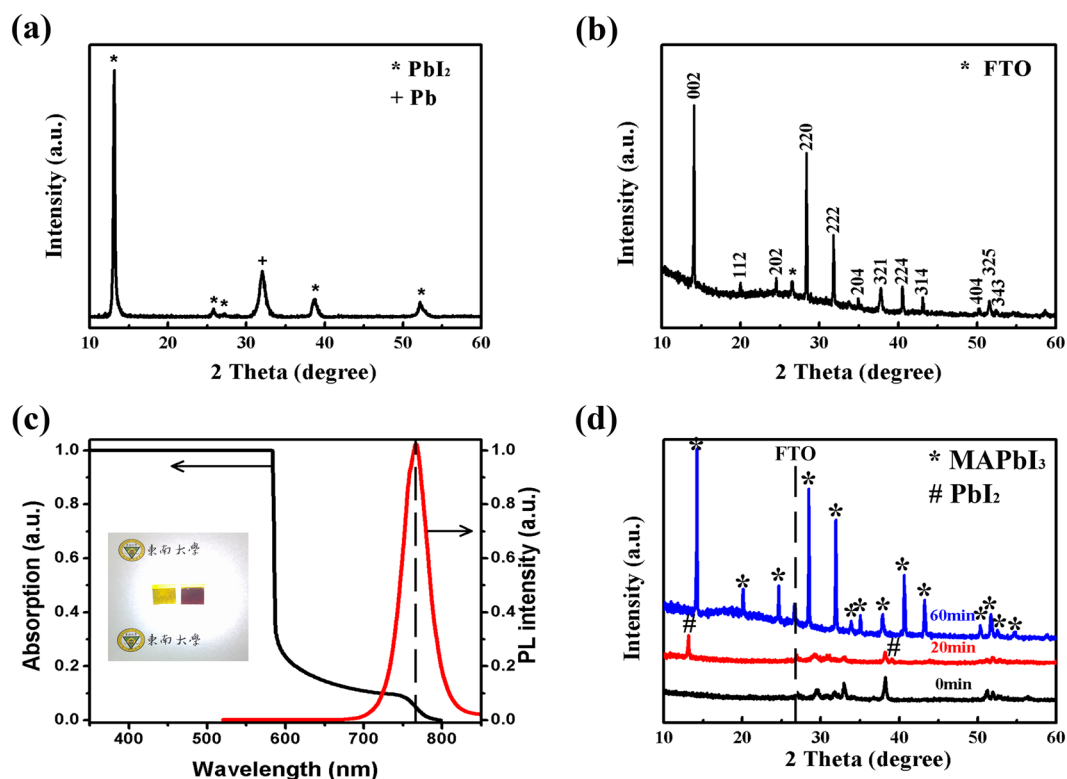 (a)
*
* PbI₂
+ Pb
+
* *
*
*
Intensity (a.u.)
10 20 30 40 50 60
2 Theta (degree)
(b)
* FTO
002
112
202
*
220
222
204
321
224
314
404
325
343
Intensity (a.u.)
10 20 30 40 50 60
2 Theta (degree)
(c)
1.0
0.8
0.6
0.4
0.2
0.0
Absorption (a.u.)
東南大學
東南大學
1.0
0.8
0.6
0.4
0.2
0.0
PL intensity (a.u.)
400 500 600 700 800
Wavelength (nm)
(d)
FTO
* MAPbI₃
# PbI₂
* * * * * * * * * * * * * *
60min
# #
20min
0min
Intensity (a.u.)
10 20 30 40 50 60
2 Theta (degree)